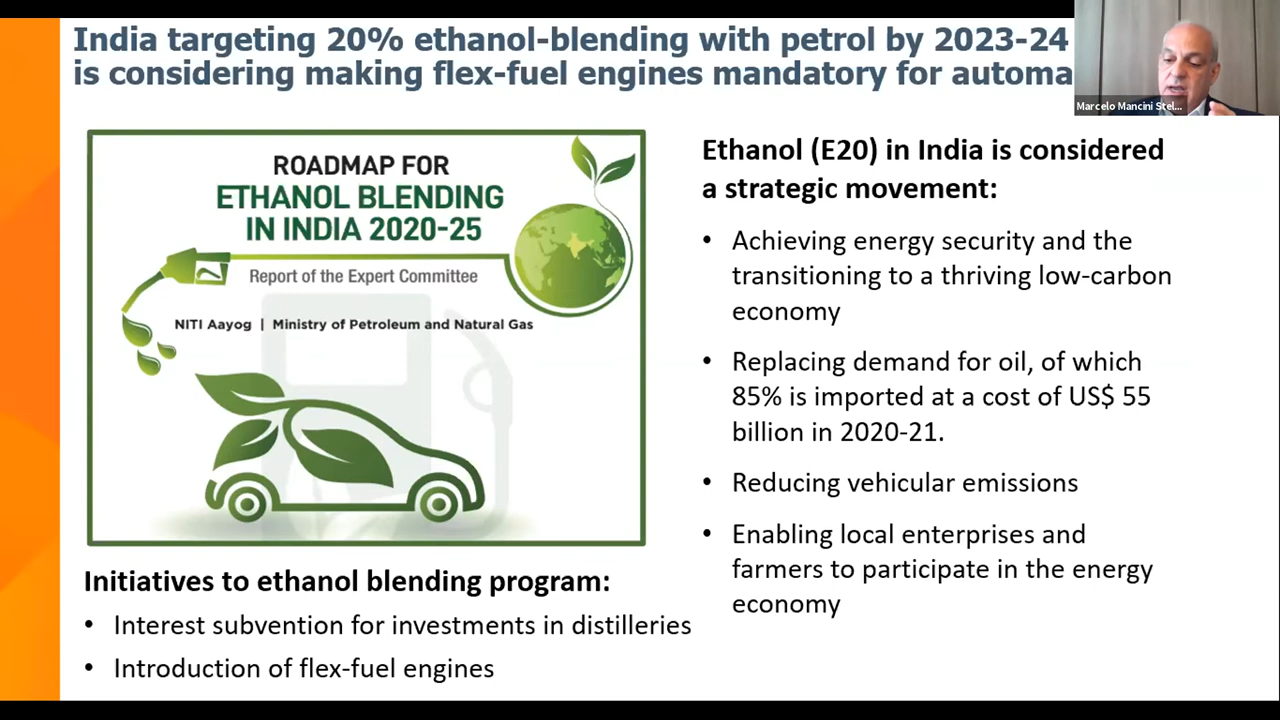 India targeting 20% ethanol-blending with petrol by 2023-24
is considering making flex-fuel engines mandatory for
Marcelo Mancini Stel...
ROADMAP FOR
ETHANOL BLENDING
IN INDIA 2020-25
Report of the Expert Committee
NITI Aayog | Ministry of Petroleum and Natural Gas
Initiatives to ethanol blending program:
• Interest subvention for investments in distilleries
• Introduction of flex-fuel engines
Ethanol (E20) in India is considered
a strategic movement:
• Achieving energy security and the
transitioning to a thriving low-carbon
economy
• Replacing demand for oil, of which
85% is imported at a cost of US$ 55
billion in 2020-21.
• Reducing vehicular emissions
• Enabling local enterprises and
farmers to participate in the energy
economy